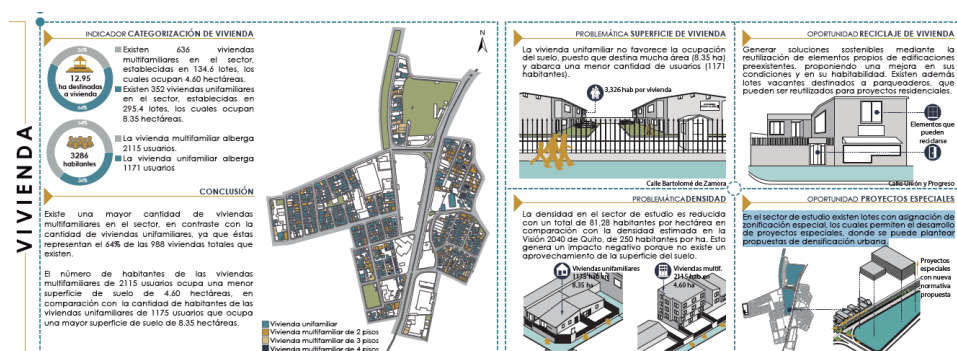 VIVIENDA
INDICADOR CATEGORIZACIÓN DE VIVIENDA
36%
12.95
ha destinadas
a vivienda
64%
Existen 636 viviendas
multifamiliares en el sector,
establecidas en 134.6 lotes, los
cuales ocupan 4.60 hectáreas.
Existen 352 viviendas unifamiliares
en el sector, establecidas en
295.4 lotes, los cuales ocupan
8.35 hectáreas.
3286
habitantes
La vivienda multifamiliar alberga
2115 usuarios.
La vivienda unifamiliar alberga
1171 usuarios
CONCLUSIÓN
Existe una mayor cantidad de viviendas
multifamiliares en el sector, en contraste con la
cantidad de viviendas unifamiliares, ya que éstas
representan el 64% de las 988 viviendas totales que
existen.
El número de habitantes de las viviendas
multifamiliares de 2115 usuarios ocupa una menor
superficie de suelo de 4.60 hectáreas, en
comparación con la cantidad de habitantes de las
viviendas unifamiliares de 1175 usuarios que ocupa
una mayor superficie de suelo de 8.35 hectáreas.
N
Vivienda unifamiliar
Vivienda multifamiliar de 2 pisos
Vivienda multifamiliar de 3 pisos
Vivienda multifamiliar de 4 pisos
PROBLEMÁTICA SUPERFICIE DE VIVIENDA
La vivienda unifamiliar no favorece la ocupación
del suelo, puesto que destina mucha área (8.35 ha)
y abarca una menor cantidad de usuarios (1171
habitantes).
3,326 hab por vivienda
Calle Bartolomé de Zamora
OPORTUNIDAD RECICLAJE DE VIVIENDA
Generar soluciones sostenibles mediante la
reutilización de elementos propios de edificaciones
preexistentes, proponiendo una mejora en sus
condiciones y en su habitabilidad. Existen además
lotes vacantes destinados a parqueaderos, que
pueden ser reutilizados para proyectos residenciales.
Elementos que
pueden
reciclarse
Calle Unión y Progreso
PROBLEMÁTICA DENSIDAD
La densidad en el sector de estudio es reducida
con un total de 81,28 habitantes por hectárea en
comparación con la densidad estimada en la
Visión 2040 de Quito, de 250 habitantes por ha. Esto
genera un impacto negativo porque no existe un
aprovechamiento de la superficie del suelo.
Viviendas unifamiliares
1175 hab en
8.35 ha
Viviendas multif.
2115 hab en
4.60 ha
OPORTUNIDAD PROYECTOS ESPECIALES
En el sector de estudio existen lotes con asignación de
zonificación especial, los cuales permiten el desarrollo
de proyectos especiales, donde se puede plantear
propuestas de densificación urbana.
Proyectos
especiales
con nueva
normativa
propuesta